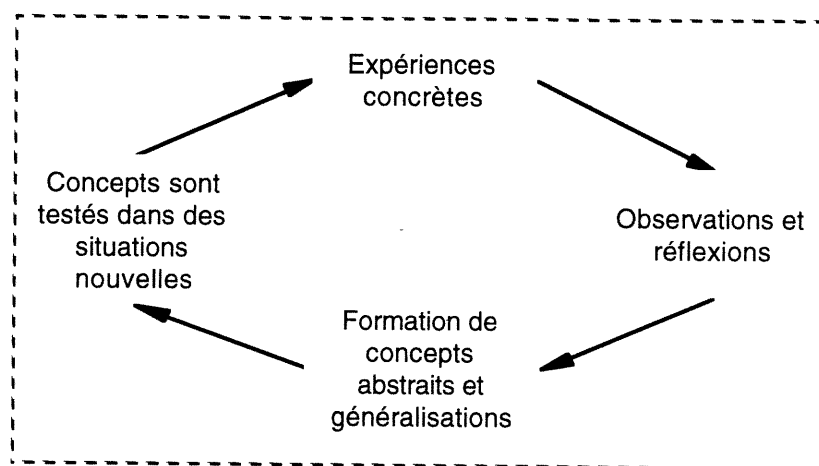 Expériences
concrètes
Observations et
réflexions
Formation de
concepts
abstraits et
généralisations
Concepts sont
testés dans des
situations
nouvelles